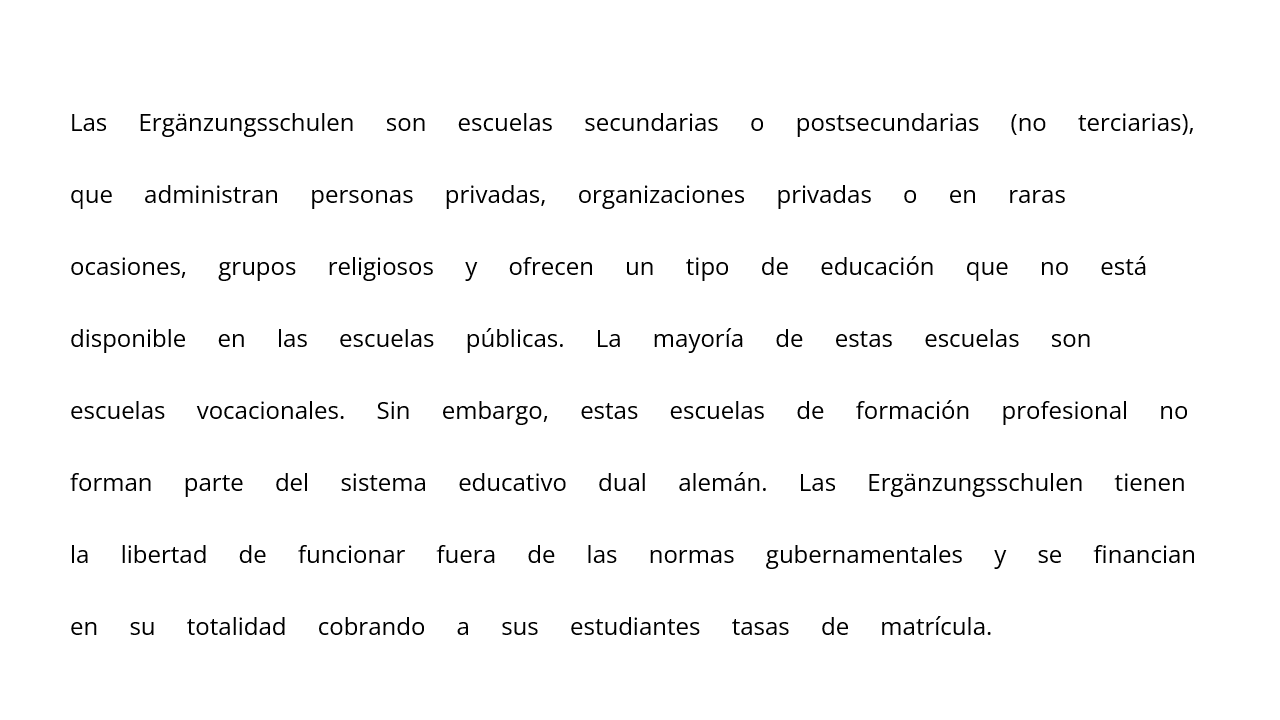 Las Ergänzungsschulen son escuelas secundarias o postsecundarias (no terciarias),
que administran personas privadas, organizaciones privadas o en raras
ocasiones, grupos religiosos y ofrecen un tipo de educación que no está
disponible en las escuelas públicas. La mayoría de estas escuelas son
escuelas vocacionales. Sin embargo, estas escuelas de formación profesional no
forman parte del sistema educativo dual alemán. Las Ergänzungsschulen tienen
la libertad de funcionar fuera de las normas gubernamentales y se financian
en su totalidad cobrando a sus estudiantes tasas de matrícula.